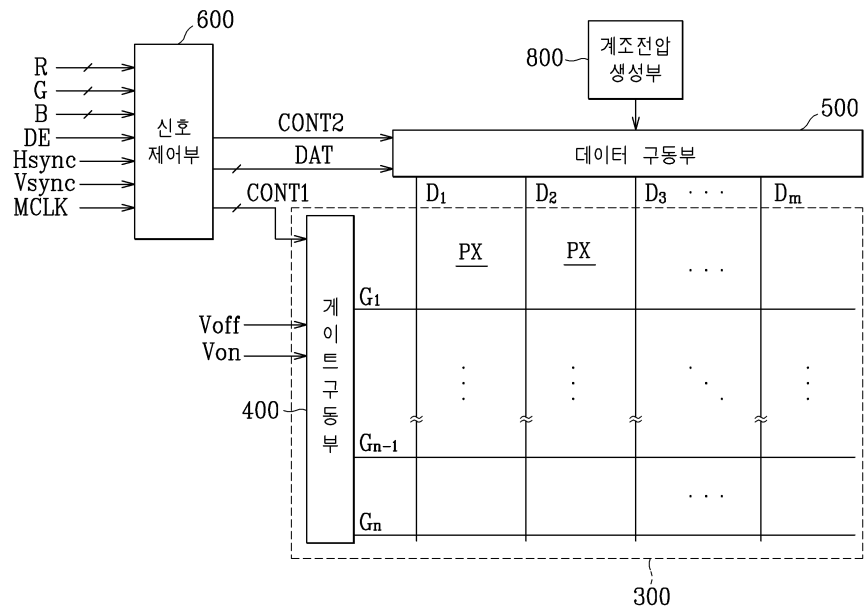 600
R
G
B
DE
Hsync
Vsync
MCLK
신호
제어부
CONT2
DAT
CONT1
800
계조전압
생성부
500
데이터 구동부
D1
D2
D3
· · ·
Dm
PX
PX
· · ·
Voff
Von
400
게이트구동부
G1
Gn-1
Gn
· · ·
300